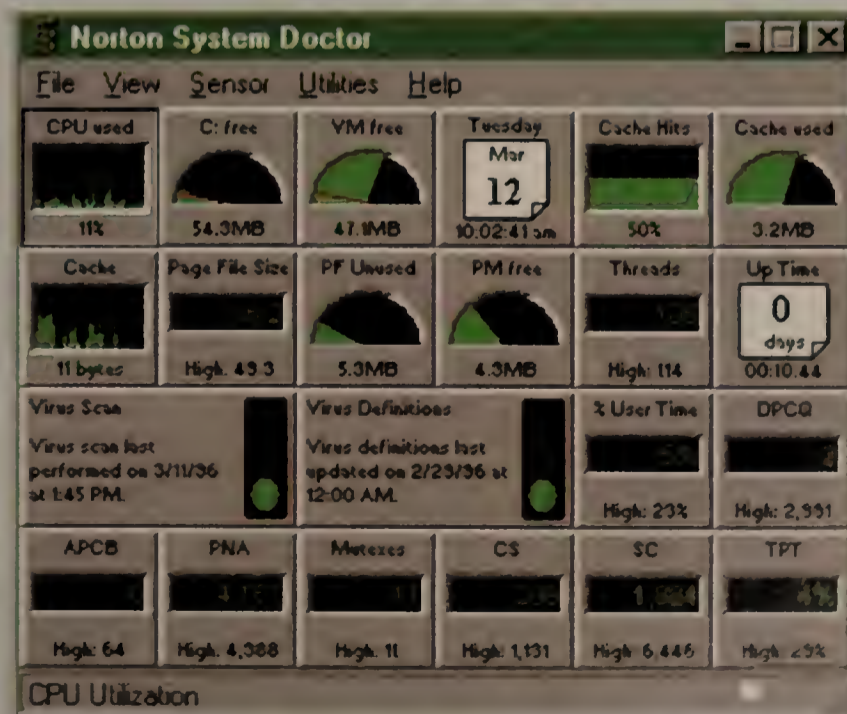 Norton System Doctor
File View Sensor Utilities Help
CPU used
11%
C: free
54.3MB
VM free
47.1MB
Tuesday
Mar
12
10:02:41 am
Cache Hits
50%
Cache used
3.2MB
Cache
11 bytes
Page File Size
High: 49.3
PF Unused
5.3MB
PM free
4.3MB
Threads
High: 114
Up Time
0
days
00:10:44
Virus Scan
Virus scan last
performed on 3/11/96
at 1:45 PM.
Virus Definitions
Virus definitions last
updated on 2/29/96 at
12:00 AM.
% User Time
High: 23%
DPCQ
High: 2,991
APCB
High: 64
PNA
High: 4,388
Mutexes
High: 11
CS
High: 1,131
SC
High: 6,446
TPT
High: 29%
CPU Utilization